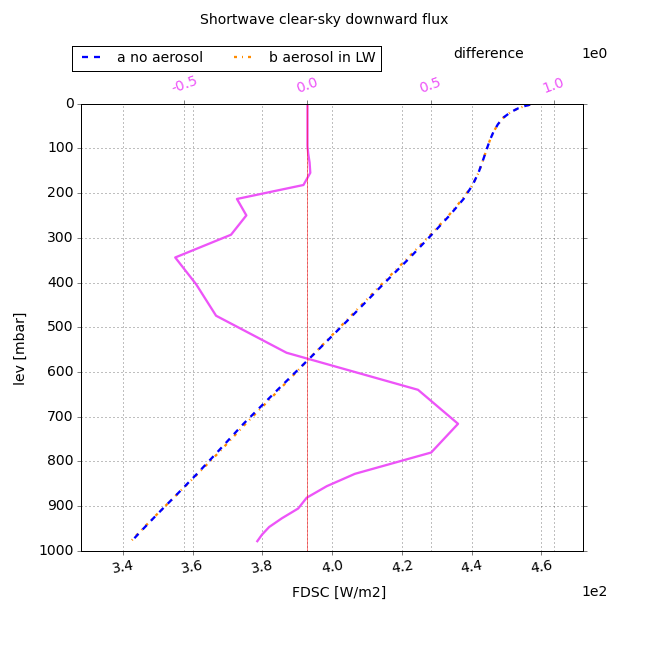 Shortwave clear-sky downward flux
a no aerosol b aerosol in LW
difference 1e0
-0.5 0.0 0.5 1.0
0
100
200
300
400
500
600
700
800
900
1000
lev [mbar]
3.4 3.6 3.8 4.0 4.2 4.4 4.6
FDSC [W/m2] 1e2